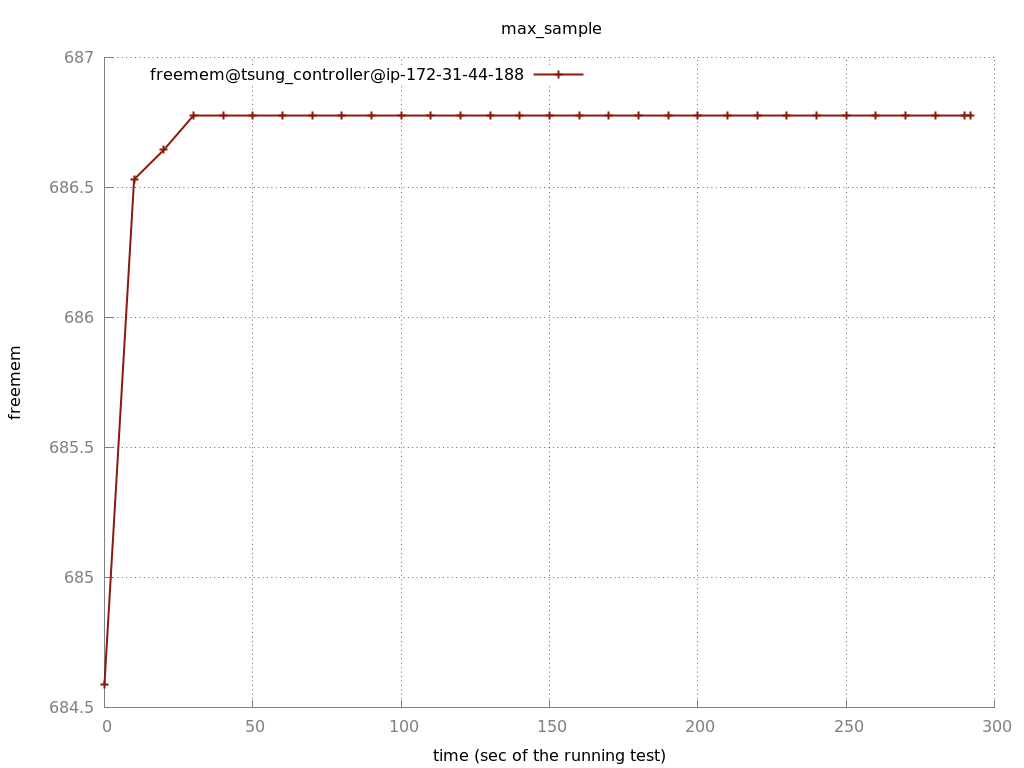 max_sample
freemem@tsung_controller@ip-172-31-44-188
687
686.5
686
685.5
685
684.5
freemem
0 50 100 150 200 250 300
time (sec of the running test)